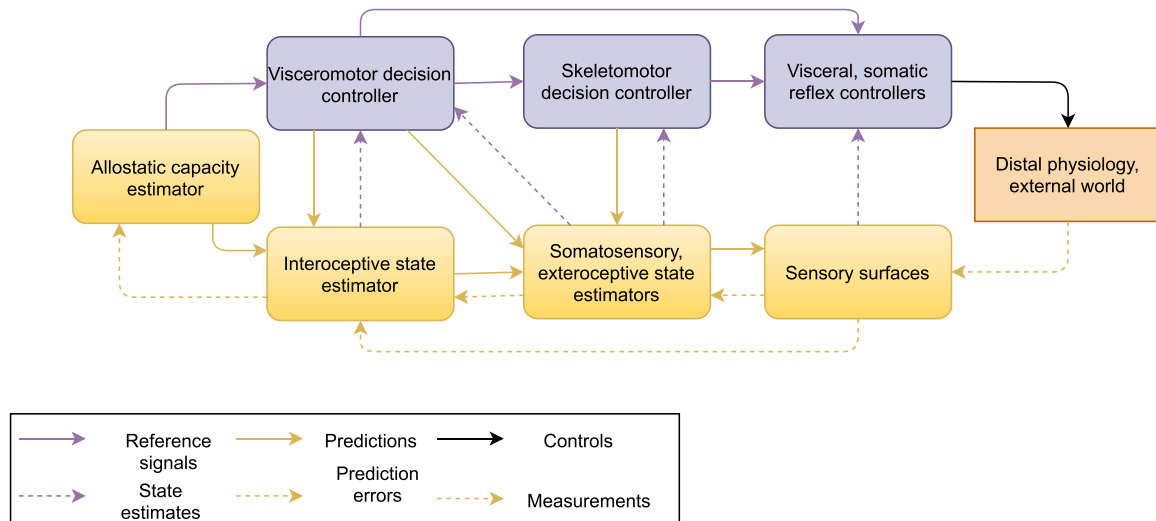 Visceromotor decision
controller
Skeletomotor
decision controller
Visceral, somatic
reflex controllers
Allostatic capacity
estimator
Distal physiology,
external world
Interoceptive state
estimator
Somatosensory,
exteroceptive state
estimators
Sensory surfaces
Reference
signals
Predictions
Controls
State
estimates
Prediction
errors
Measurements